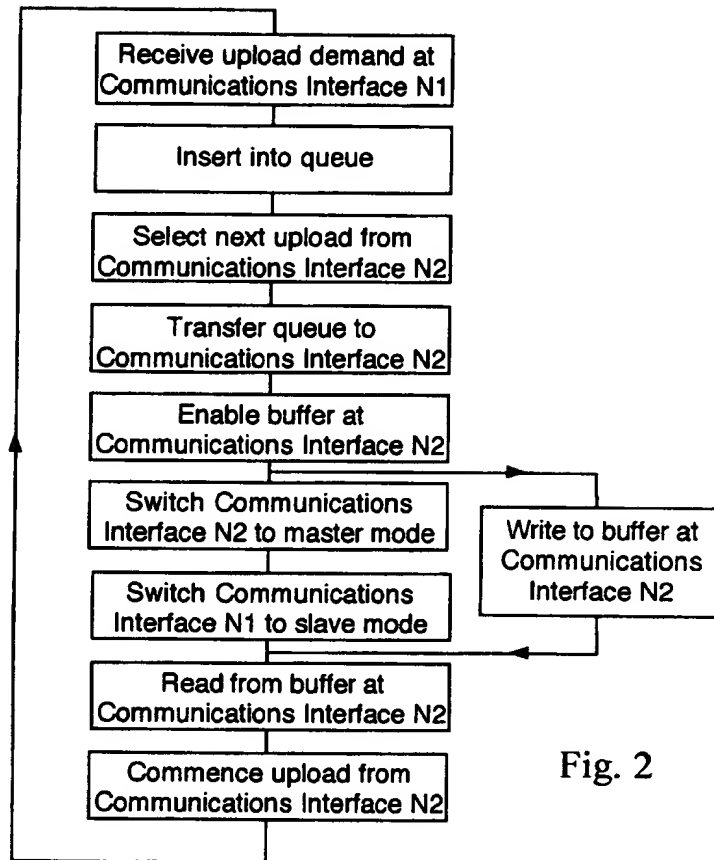 Receive upload demand at
Communications Interface N1
Insert into queue
Select next upload from
Communications Interface N2
Transfer queue to
Communications Interface N2
Enable buffer at
Communications Interface N2
Switch Communications
Interface N2 to master mode
Write to buffer at
Communications
Interface N2
Switch Communications
Interface N1 to slave mode
Read from buffer at
Communications Interface N2
Commence upload from
Communications Interface N2
Fig. 2